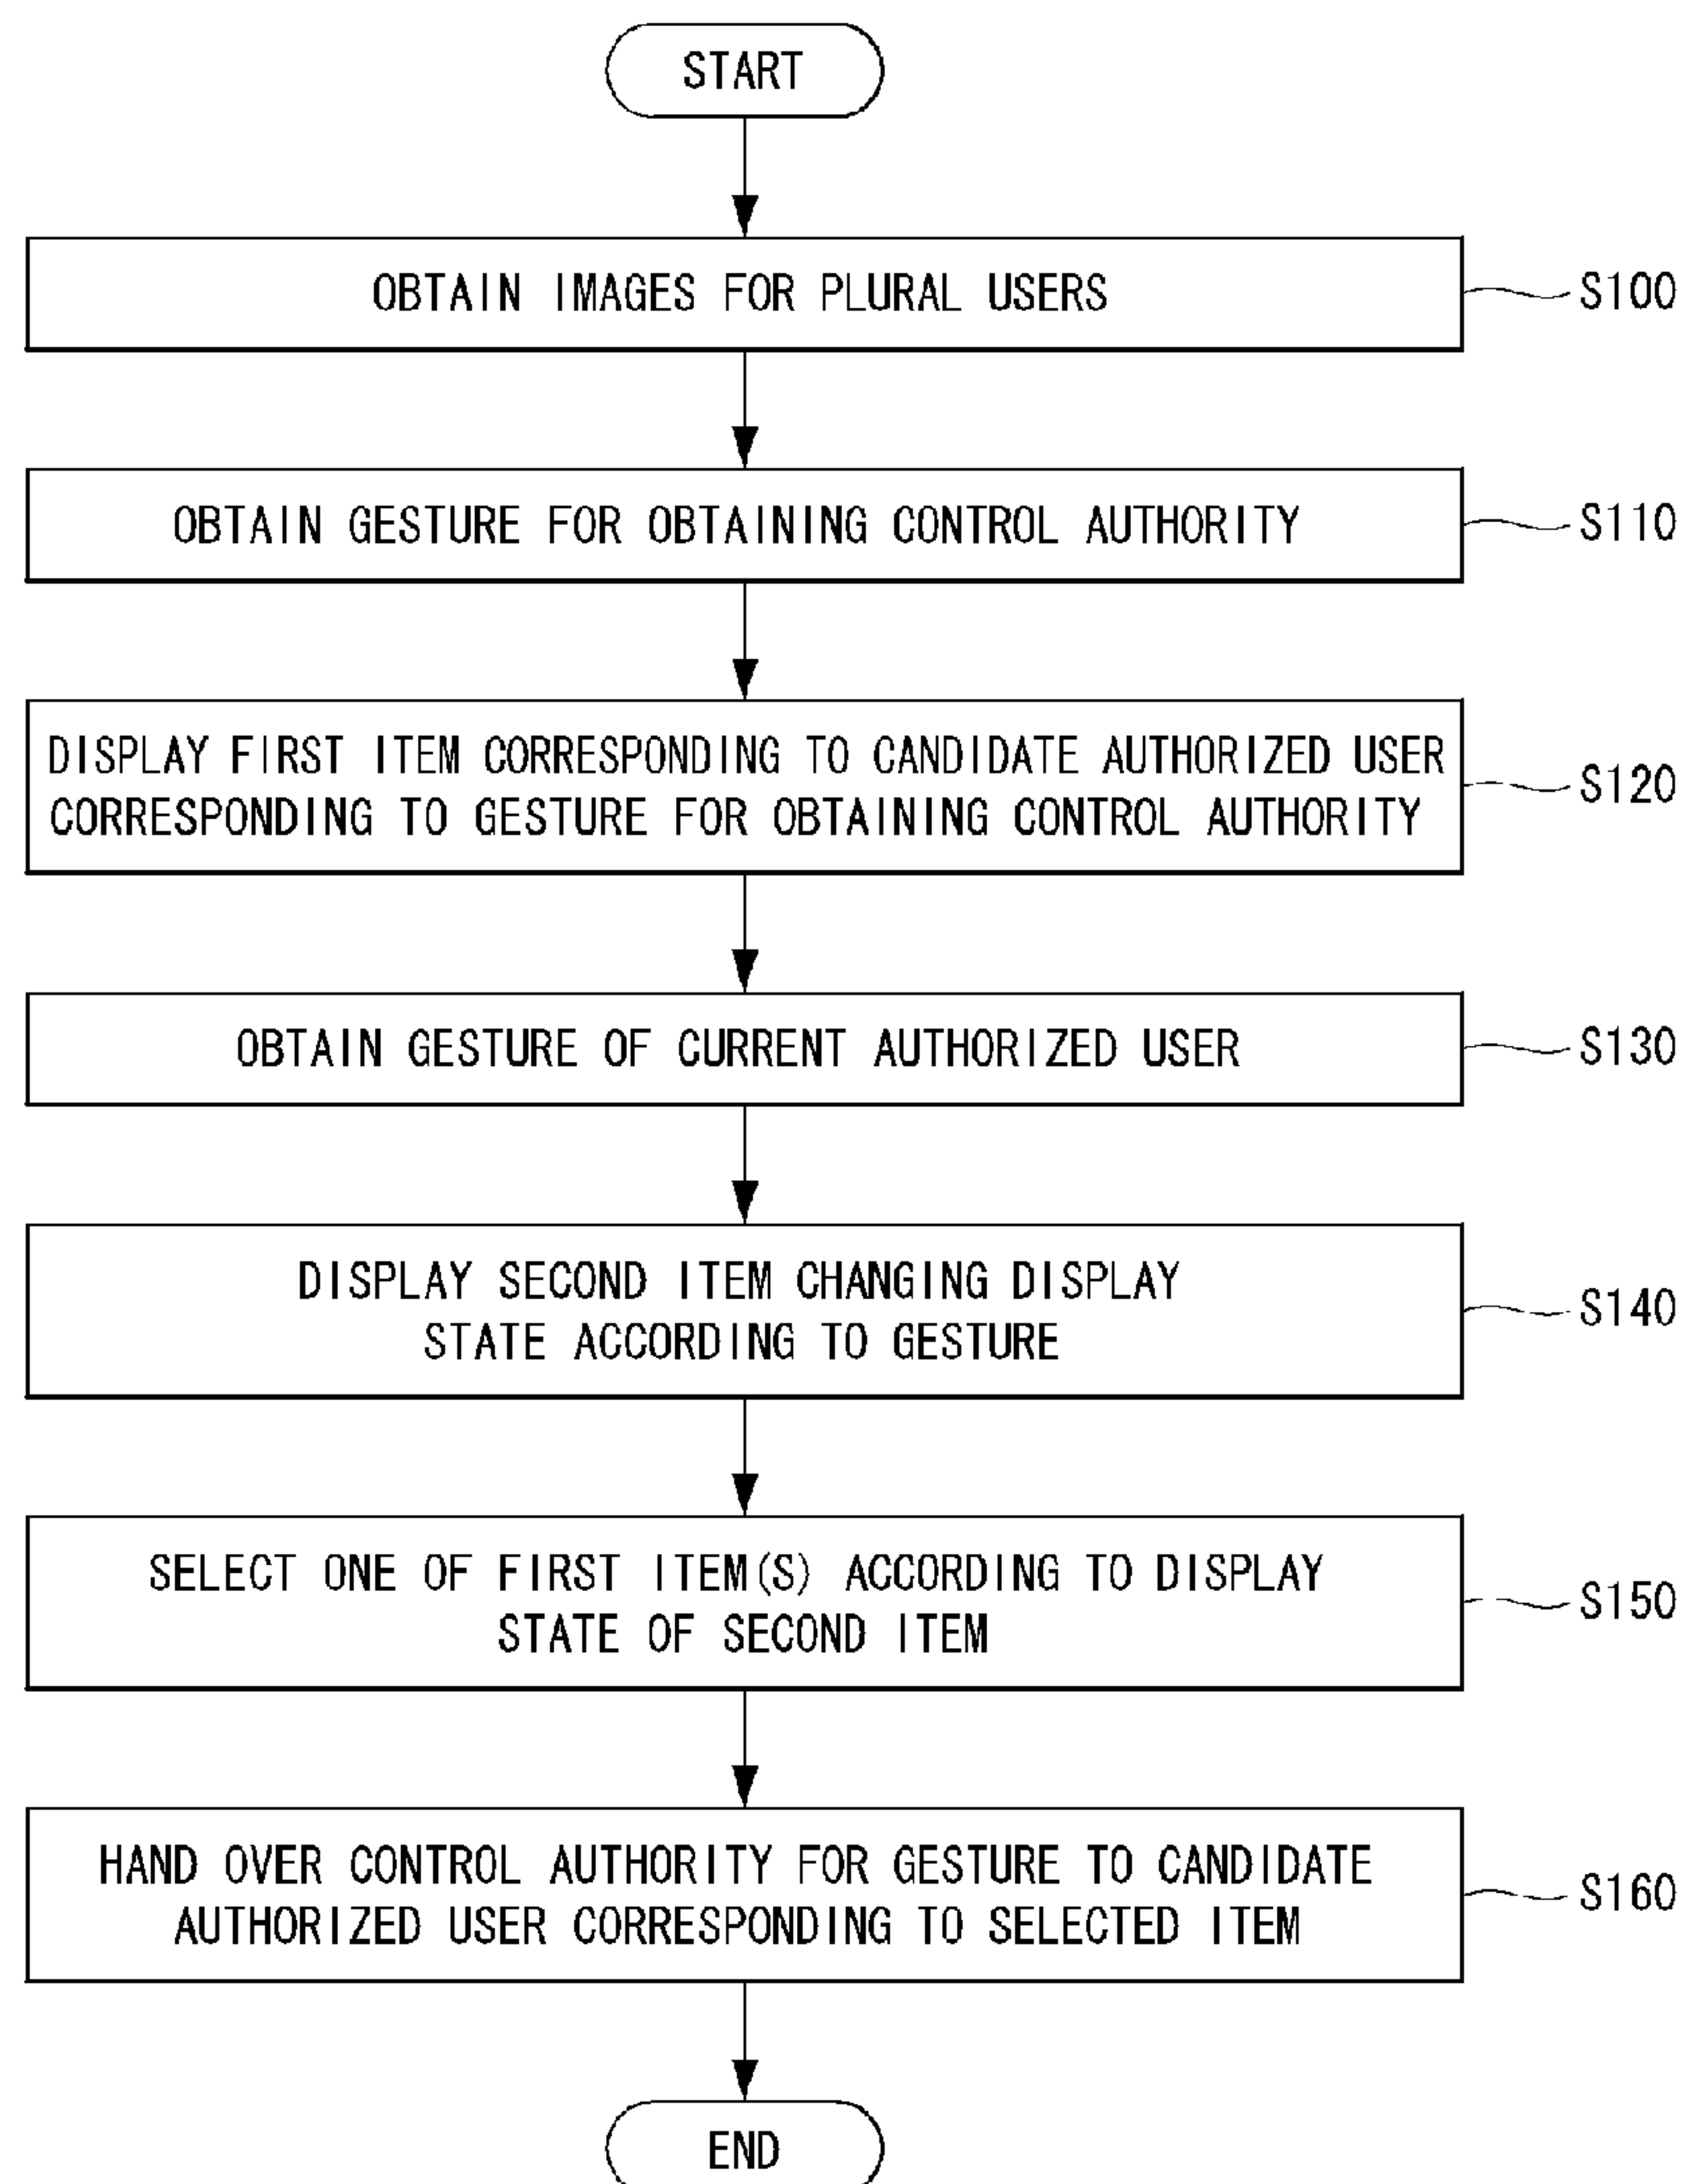 START
OBTAIN IMAGES FOR PLURAL USERS
S100
OBTAIN GESTURE FOR OBTAINING CONTROL AUTHORITY
S110
DISPLAY FIRST ITEM CORRESPONDING TO CANDIDATE AUTHORIZED USER
CORRESPONDING TO GESTURE FOR OBTAINING CONTROL AUTHORITY
S120
OBTAIN GESTURE OF CURRENT AUTHORIZED USER
S130
DISPLAY SECOND ITEM CHANGING DISPLAY
STATE ACCORDING TO GESTURE
S140
SELECT ONE OF FIRST ITEM(S) ACCORDING TO DISPLAY
STATE OF SECOND ITEM
S150
HAND OVER CONTROL AUTHORITY FOR GESTURE TO CANDIDATE
AUTHORIZED USER CORRESPONDING TO SELECTED ITEM
S160
END